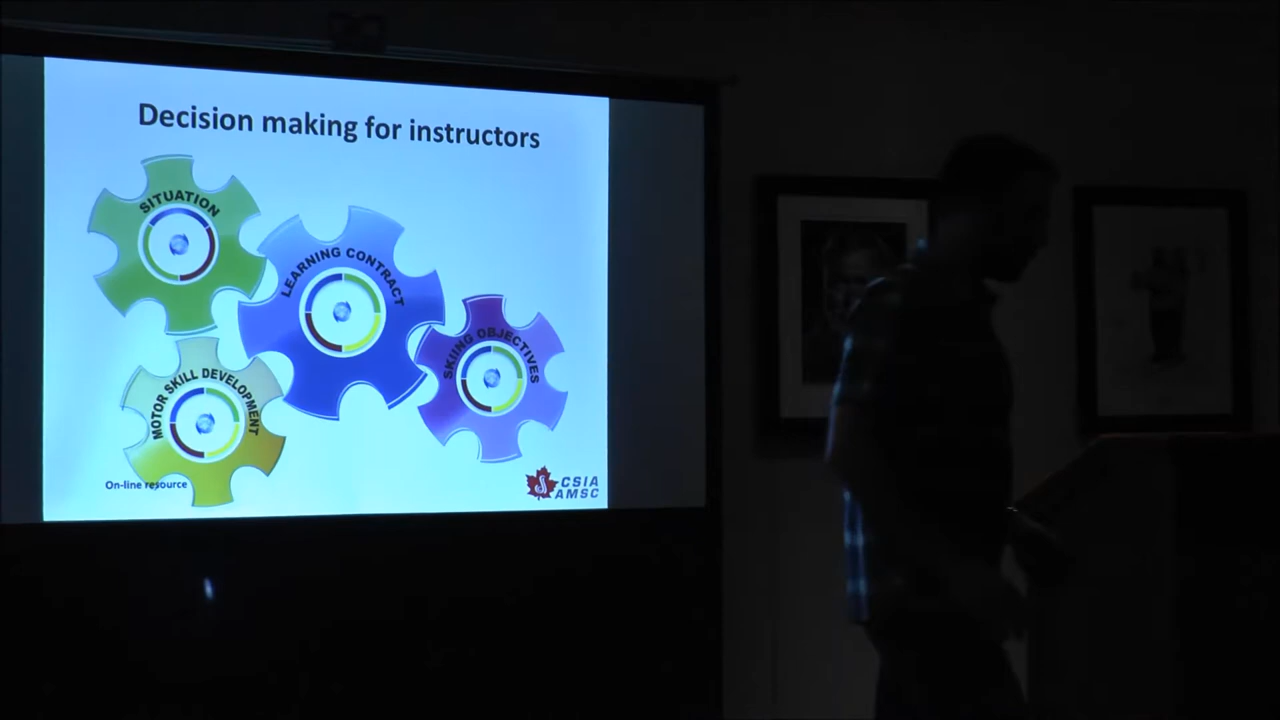 Decision making for instructors
SITUATION
LEARNING CONTRACT
SKIING OBJECTIVES
MOTOR SKILL DEVELOPMENT
On-line resource
CSIA
AMSC